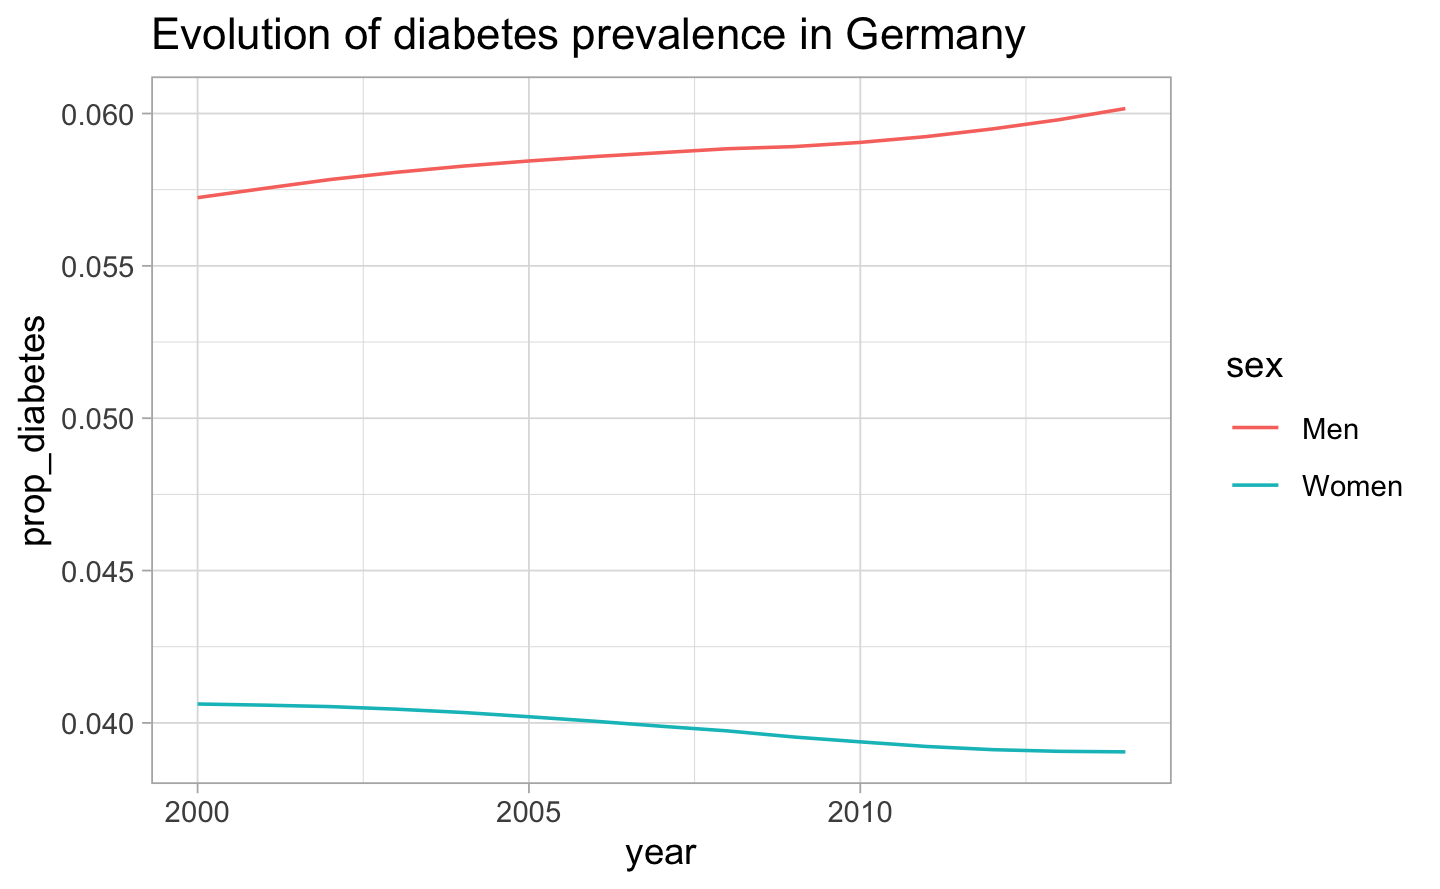 Evolution of diabetes prevalence in Germany
0.060
0.055
0.050
0.045
0.040
prop_diabetes
2000
2005
2010
year
sex
Men
Women